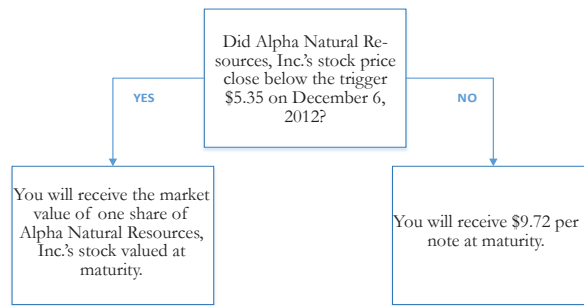 Did Alpha Natural Re-
sources, Inc.'s stock price
close below the trigger
$5.35 on December 6,
2012?
YES
NO
You will receive the market
value of one share of
Alpha Natural Resources,
Inc.'s stock valued at
maturity.
You will receive $9.72 per
note at maturity.